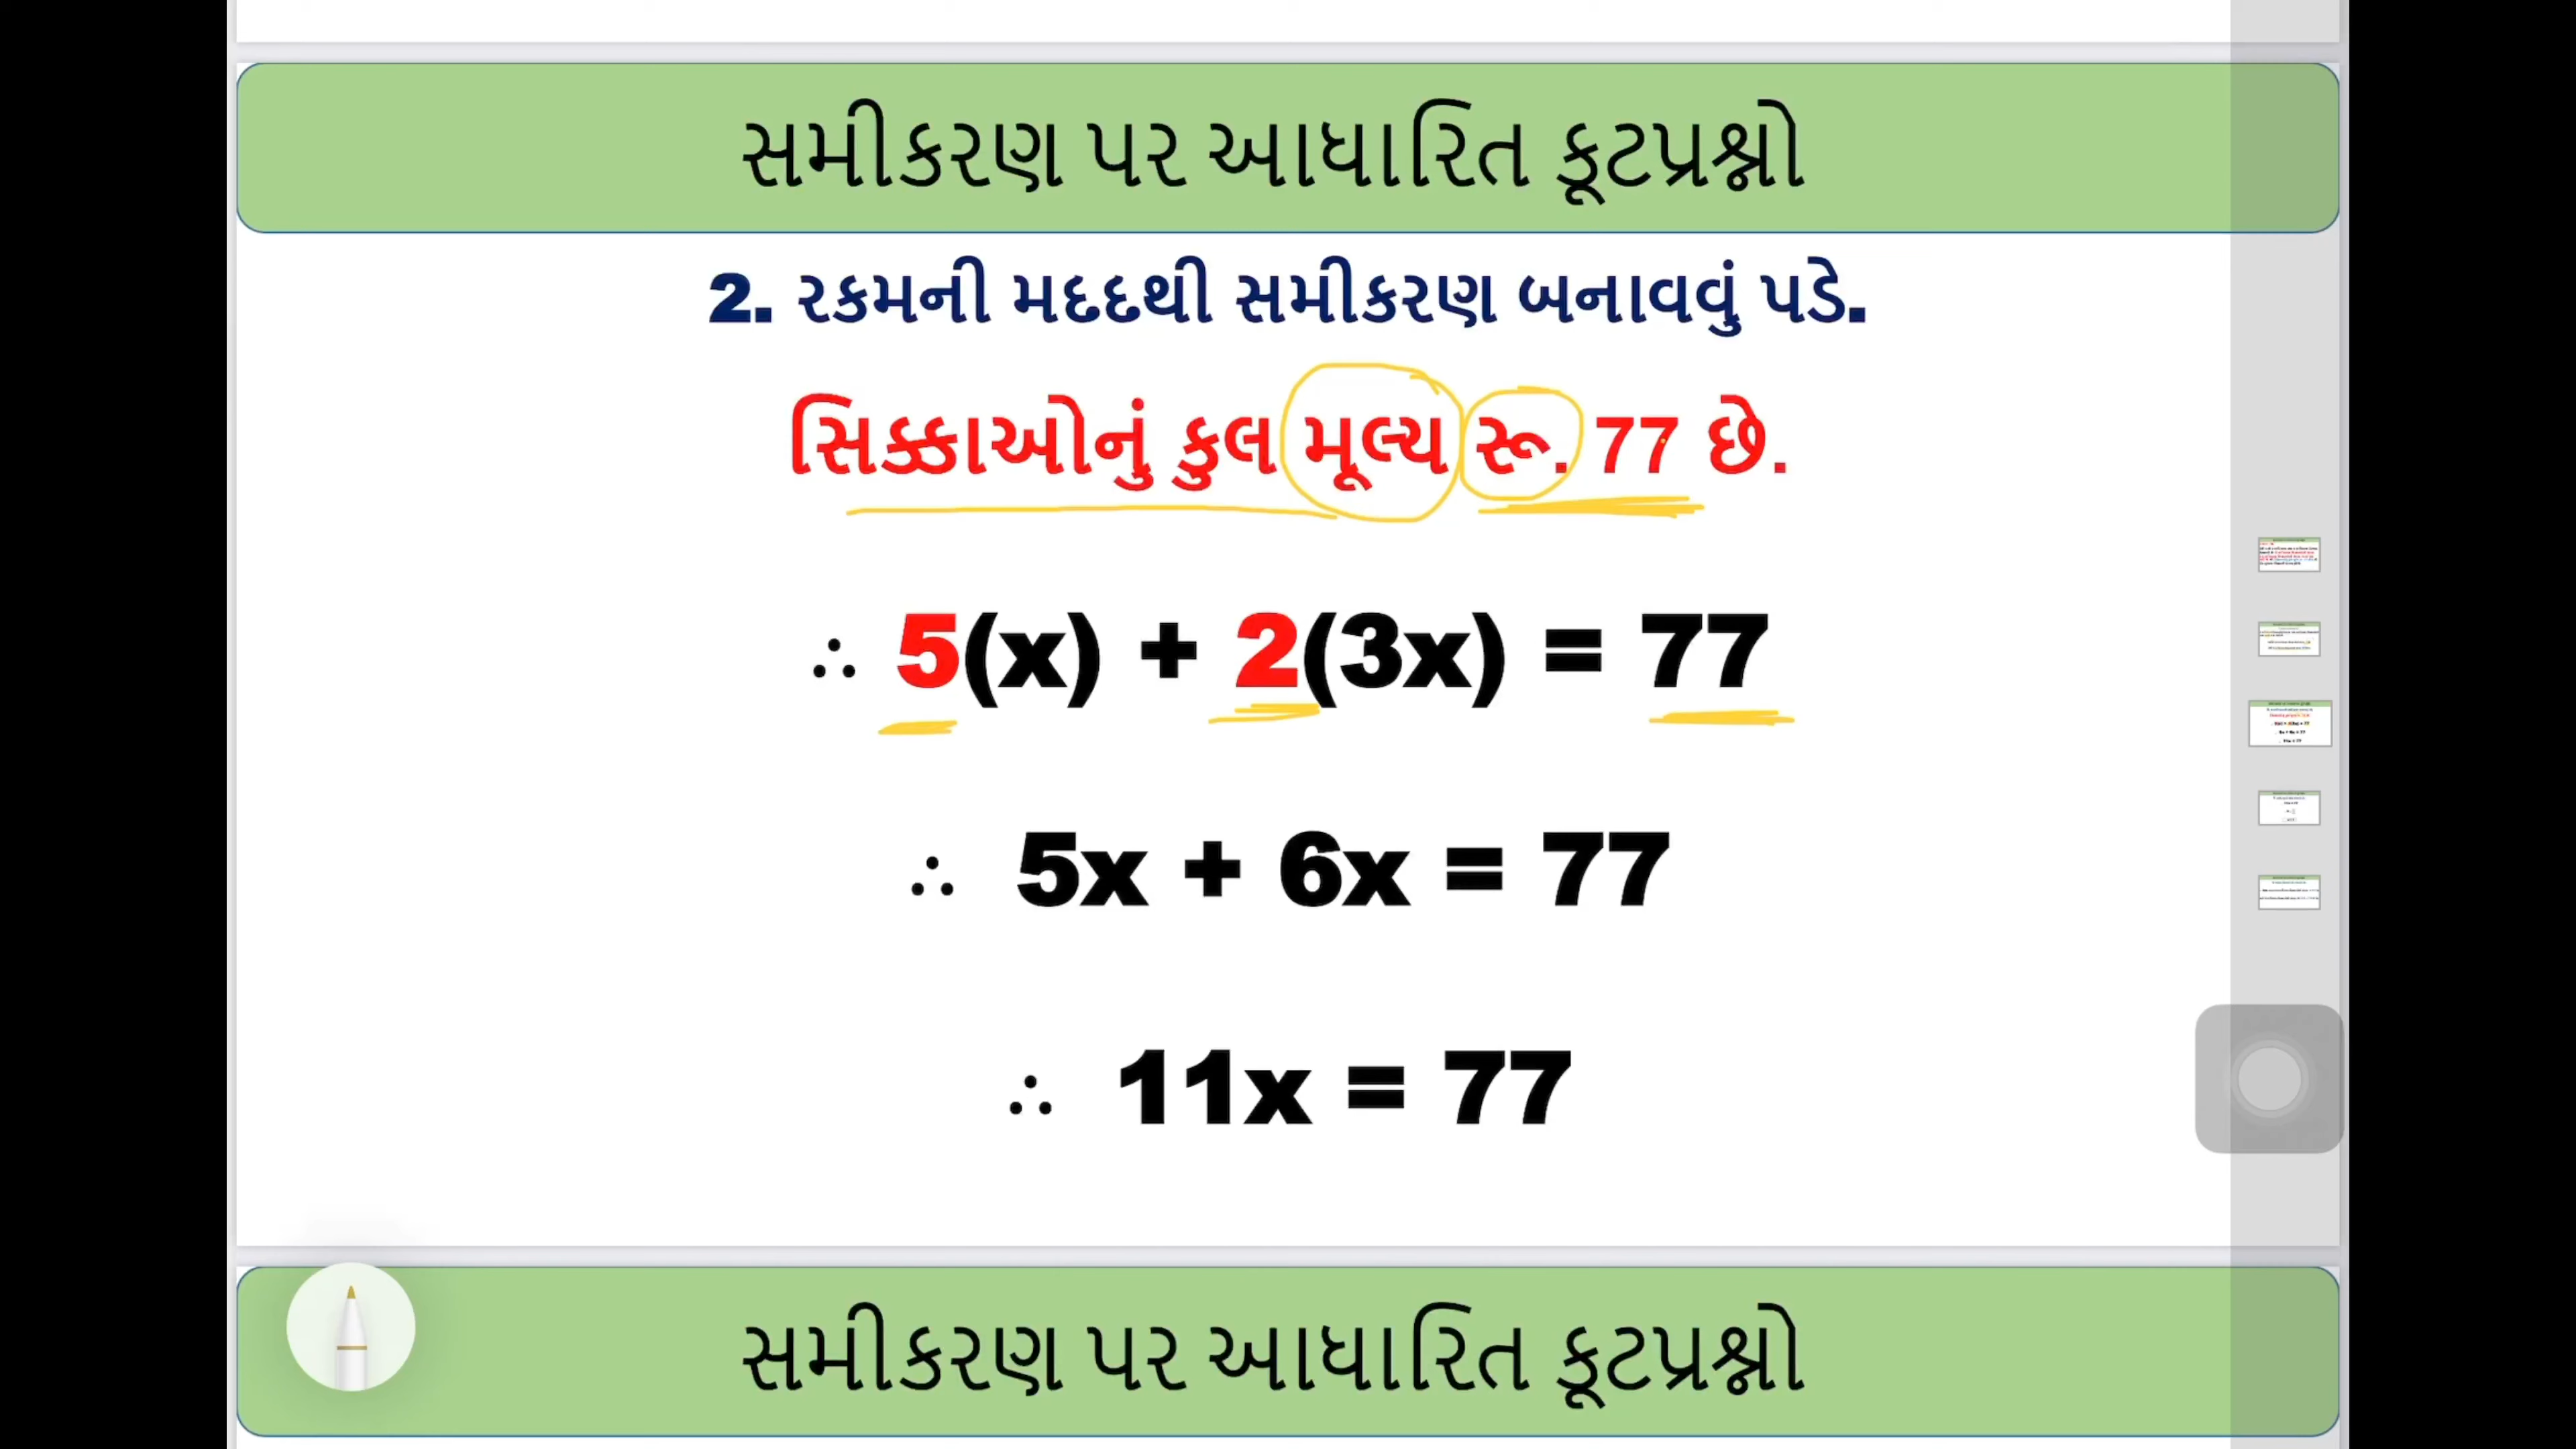 સમીકરણ પર આધારિત કૂટપ્રશ્નો
2. રકમની મદદથી સમીકરણ બનાવવું પડે.
સિક્કાઓનું કુલ મૂલ્ય રૂ. 77 છે.
∴ 5(x) + 2(3x) = 77
∴ 5x + 6x = 77
∴ 11x = 77
સમીકરણ પર આધારિત કૂટપ્રશ્નો